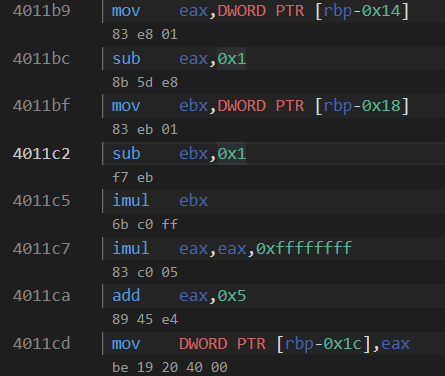 4011b9 mov eax,DWORD PTR [rbp-0x14]
83 e8 01
4011bc sub eax,0x1
8b 5d e8
4011bf mov ebx,DWORD PTR [rbp-0x18]
83 eb 01
4011c2 sub ebx,0x1
f7 eb
4011c5 imul ebx
6b c0 ff
4011c7 imul eax,eax,0xffffffff
83 c0 05
4011ca add eax,0x5
89 45 e4
4011cd mov DWORD PTR [rbp-0x1c],eax
be 19 20 40 00